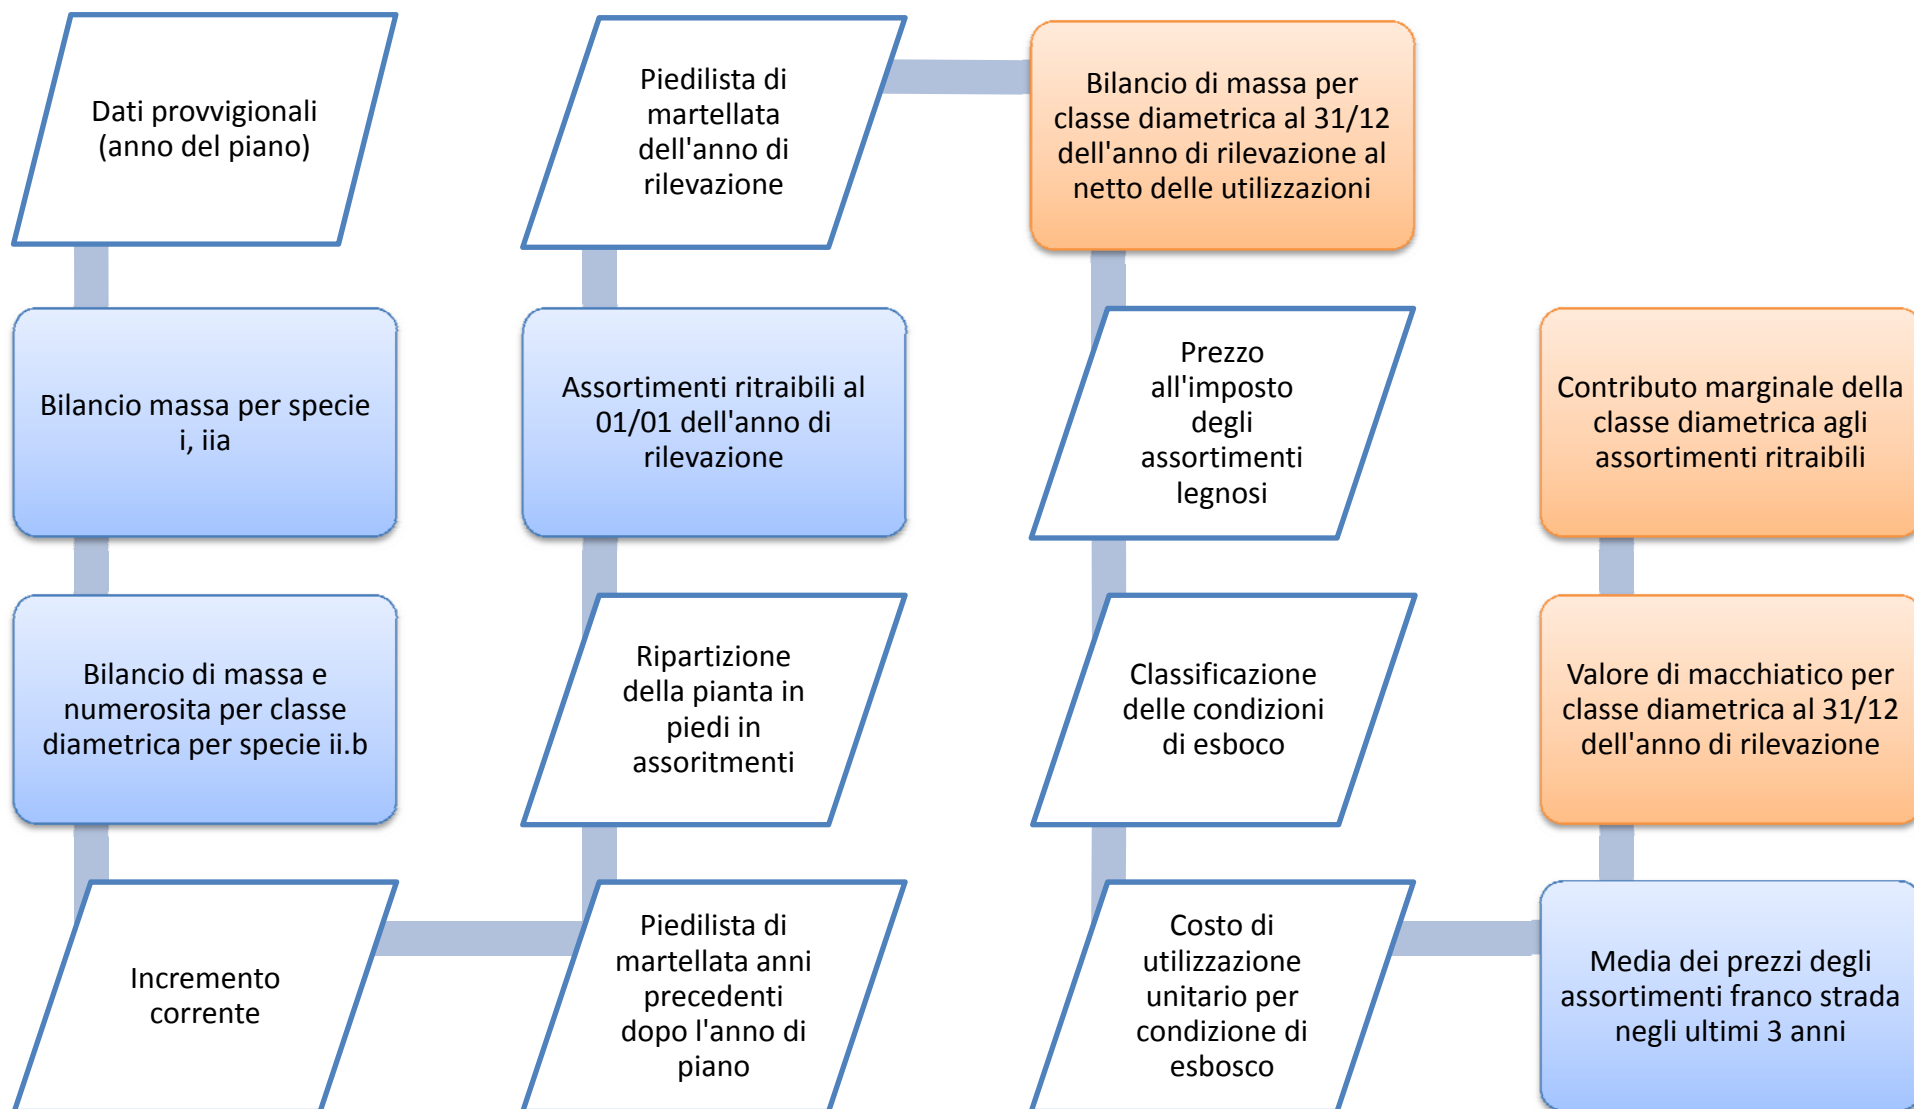 Dati provvigionali
(anno del piano)
Bilancio massa per specie
i, iia
Bilancio di massa e
numerosita per classe
diametrica per specie ii.b
Incremento
corrente
Piedilista di
martellata anni
precedenti
dopo l'anno di
piano
Ripartizione
della pianta in
piedi in
assoritmenti
Assortimenti ritraibili al
01/01 dell'anno di
rilevazione
Piedilista di
martellata
dell'anno di
rilevazione
Bilancio di massa per
classe diametrica al 31/12
dell'anno di rilevazione al
netto delle utilizzazioni
Prezzo
all'imposto
degli
assortimenti
legnosi
Classificazione
delle condizioni
di esboco
Costo di
utilizzazione
unitario per
condizione di
esbosco
Media dei prezzi degli
assortimenti franco strada
negli ultimi 3 anni
Valore di macchiatico per
classe diametrica al 31/12
dell'anno di rilevazione
Contributo marginale della
classe diametrica agli
assortimenti ritraibili